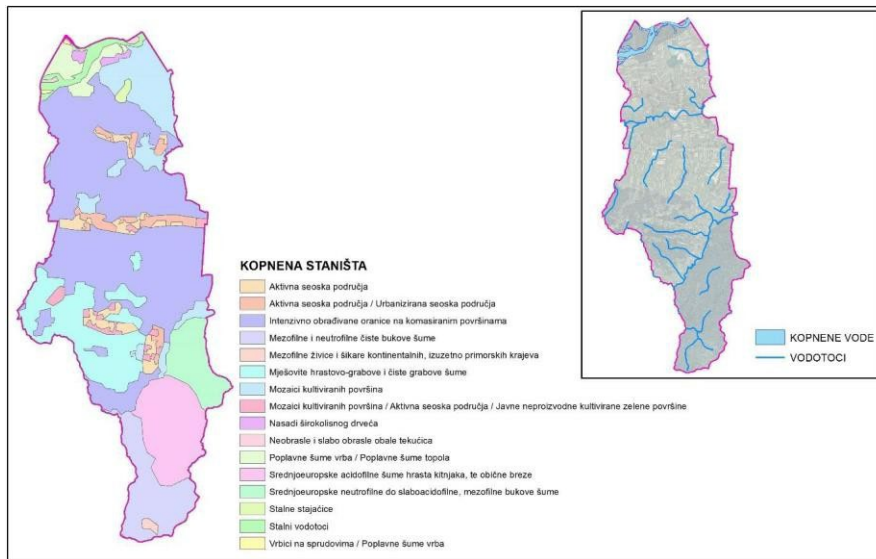 KOPNENA STANIŠTA
Aktivna seoska područja
Aktivna seoska područja / Urbanizirana seoska područja
Intenzivno obrađivane oranice na komasiranim površinama
Mezofilne i neutrofilne čiste bukove šume
Mezofilne živice i šikare kontinentalnih, izuzetno primorskih krajeva
Mješovite hrastovo-grabove i čiste grabove šume
Mozaici kultiviranih površina
Mozaici kultiviranih površina / Aktivna seoska područja / Javne neproizvodne kultivirane zelene površine
Nasadi širokolisnog drveća
Neobrasle i slabo obrasle obale tekućica
Poplavne šume vrba / Poplavne šume topola
Srednjoeuropske acidofilne šume hrasta kitnjaka, te obične breze
Srednjoeuropske neutrofilne do slaboacidofilne, mezofilne bukove šume
Stalne stajaćice
Stalni vodotoci
Vrbici na sprudovima / Poplavne šume vrba
KOPNENE VODE
VODOTOCI